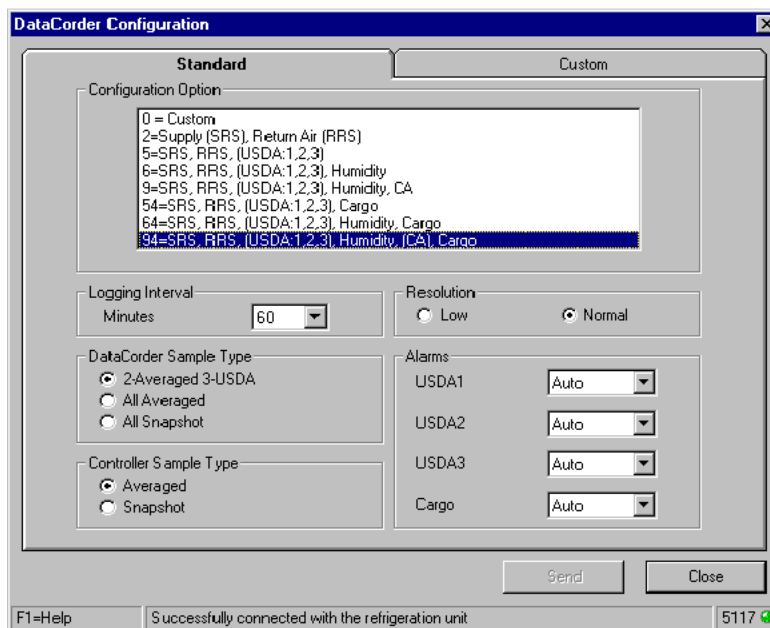 DataCorder Configuration
Standard
Custom
Configuration Option
0 = Custom
2=Supply (SRS), Return Air (RRS)
5=SRS, RRS, (USDA:1,2,3)
6=SRS, RRS, (USDA:1,2,3), Humidity
9=SRS, RRS, (USDA:1,2,3), Humidity, CA
54=SRS, RRS, (USDA:1,2,3), Cargo
64=SRS, RRS, (USDA:1,2,3), Humidity, Cargo
94=SRS, RRS, (USDA:1,2,3), Humidity, (CA), Cargo
Logging Interval
Minutes 60
Resolution
Low Normal
DataCorder Sample Type
2-Averaged 3-USDA
All Averaged
All Snapshot
Controller Sample Type
Averaged
Snapshot
Alarms
USDA1 Auto
USDA2 Auto
USDA3 Auto
Cargo Auto
Send Close
F1=Help Successfully connected with the refrigeration unit 5117